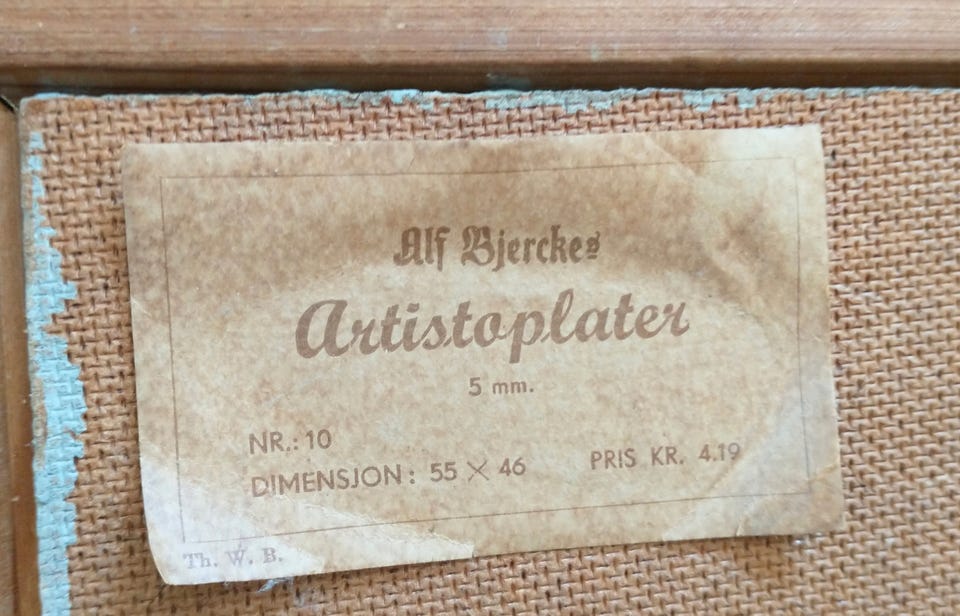 Alf Bjerckes
Artistoplater
5 mm.
NR.: 10
DIMENSJON: 55 × 46 PRIS KR. 4.19
Th. W. B.